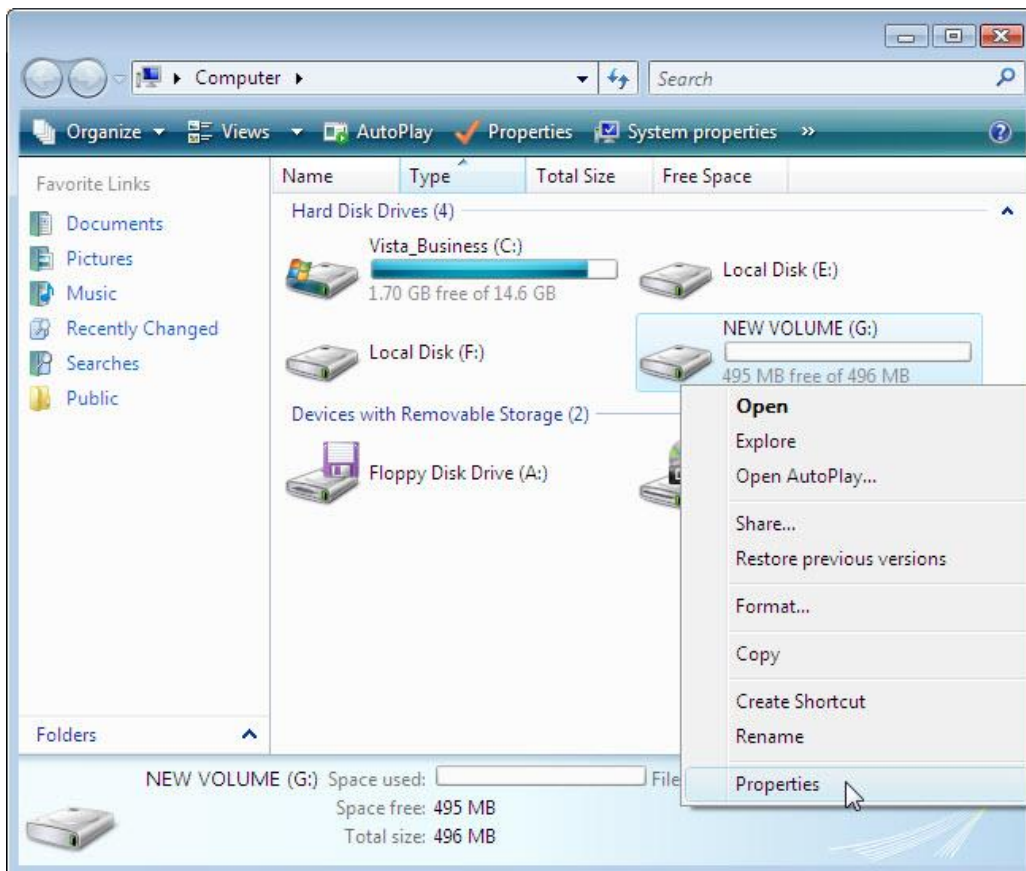 Computer
Search
Organize Views AutoPlay Properties System properties »
Favorite Links
Documents
Pictures
Music
Recently Changed
Searches
Public
Folders
Name Type Total Size Free Space
Hard Disk Drives (4)
Vista_Business (C:)
1.70 GB free of 14.6 GB
Local Disk (E:)
Local Disk (F:)
NEW VOLUME (G:)
495 MB free of 496 MB
Devices with Removable Storage (2)
Floppy Disk Drive (A:)
Open
Explore
Open AutoPlay...
Share...
Restore previous versions
Format...
Copy
Create Shortcut
Rename
Properties
NEW VOLUME (G:) Space used: File
Space free: 495 MB
Total size: 496 MB